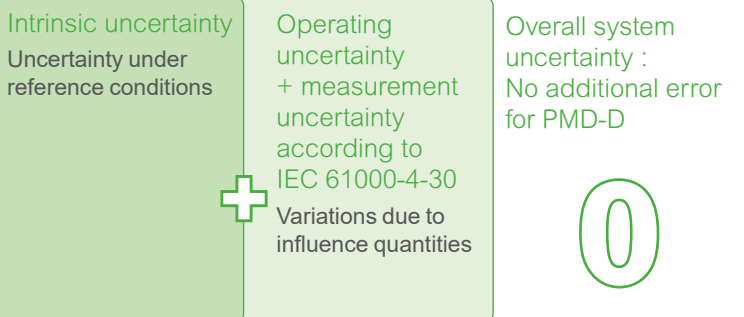 Intrinsic uncertainty
Uncertainty under
reference conditions
Operating
uncertainty
+ measurement
uncertainty
according to
IEC 61000-4-30
Variations due to
influence quantities
Overall system
uncertainty :
No additional error
for PMD-D
0